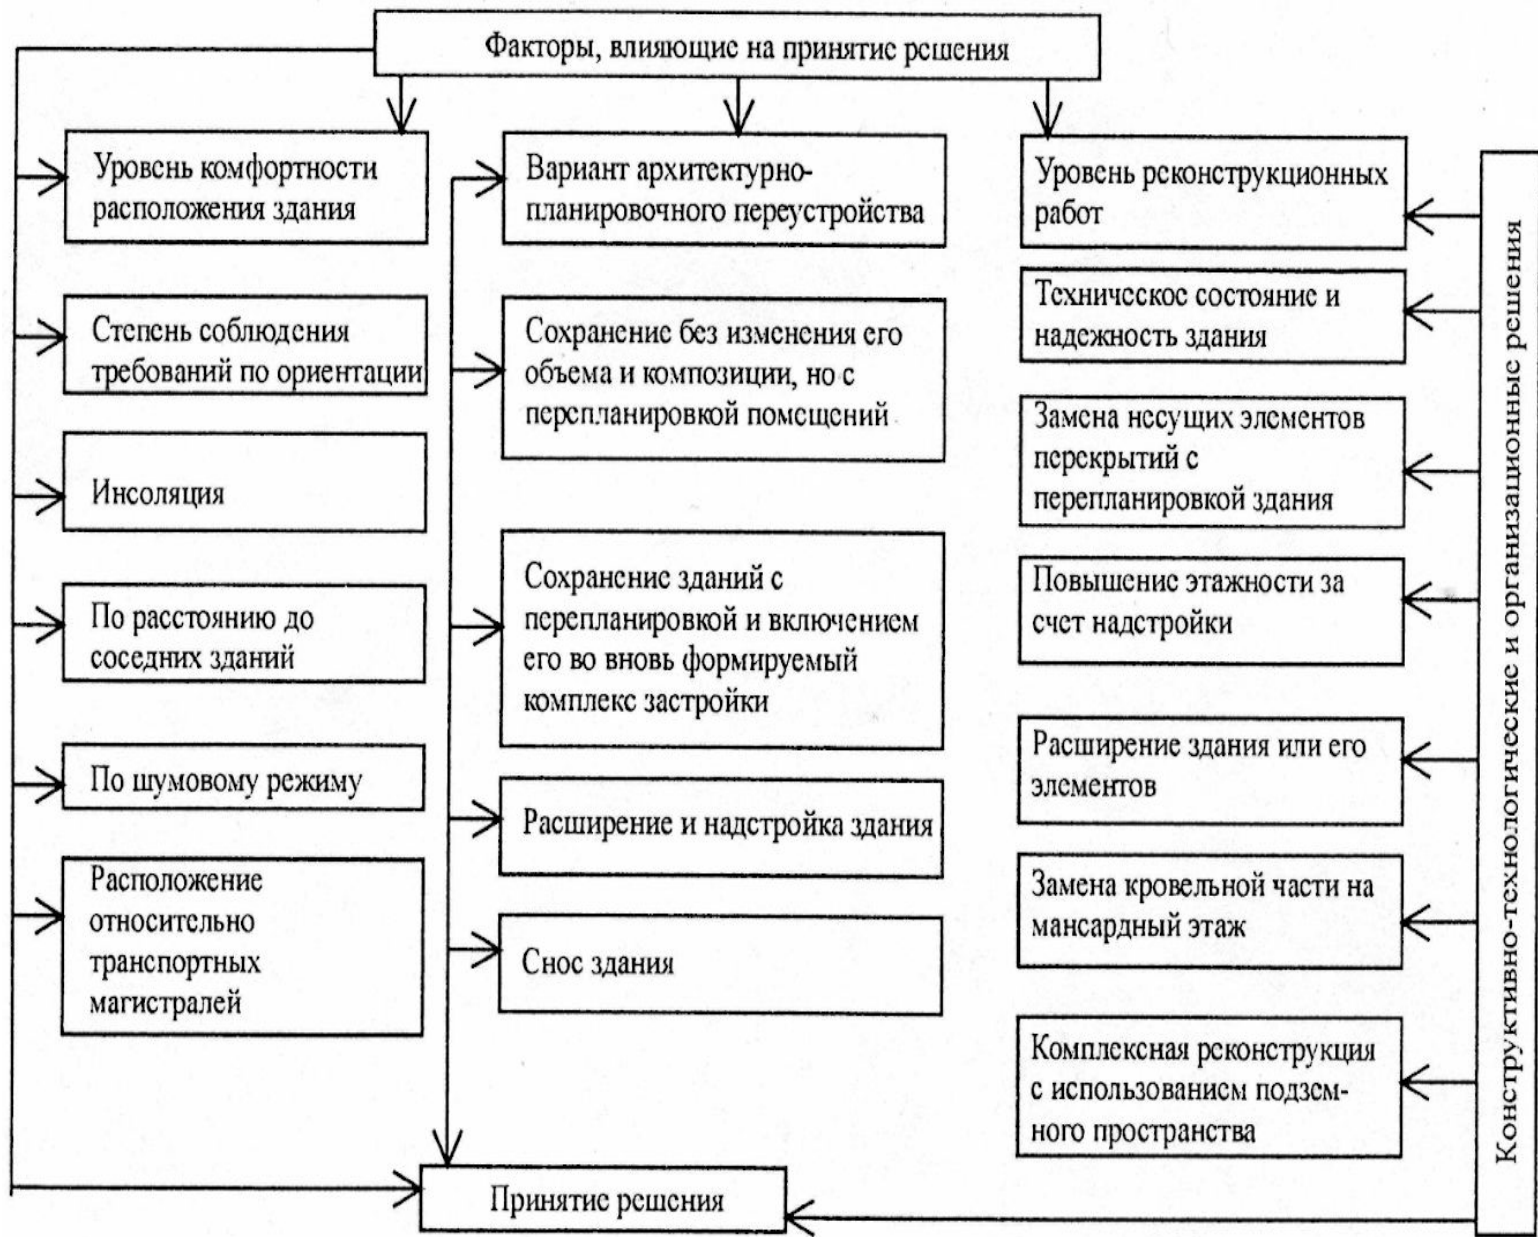 Факторы, влияющие на принятие решения
Уровень комфортности
расположения здания
Степень соблюдения
требований по ориентации
Инсоляция
По расстоянию до
соседних зданий
По шумовому режиму
Расположение
относительно
транспортных
магистралей
Вариант архитектурно-
планировочного переустройства
Сохранение без изменения его
объема и композиции, но с
перепланировкой помещений
Сохранение зданий с
перепланировкой и включением
его во вновь формируемый
комплекс застройки
Расширение и надстройка здания
Снос здания
Уровень реконструкционных
работ
Техническое состояние и
надежность здания
Замена несущих элементов
перекрытий с
перепланировкой здания
Повышение этажности за
счет надстройки
Расширение здания или его
элементов
Замена кровельной части на
мансардный этаж
Комплексная реконструкция
с использованием подзем-
ного пространства
Конструктивно-технологические и организационные решения
Принятие решения